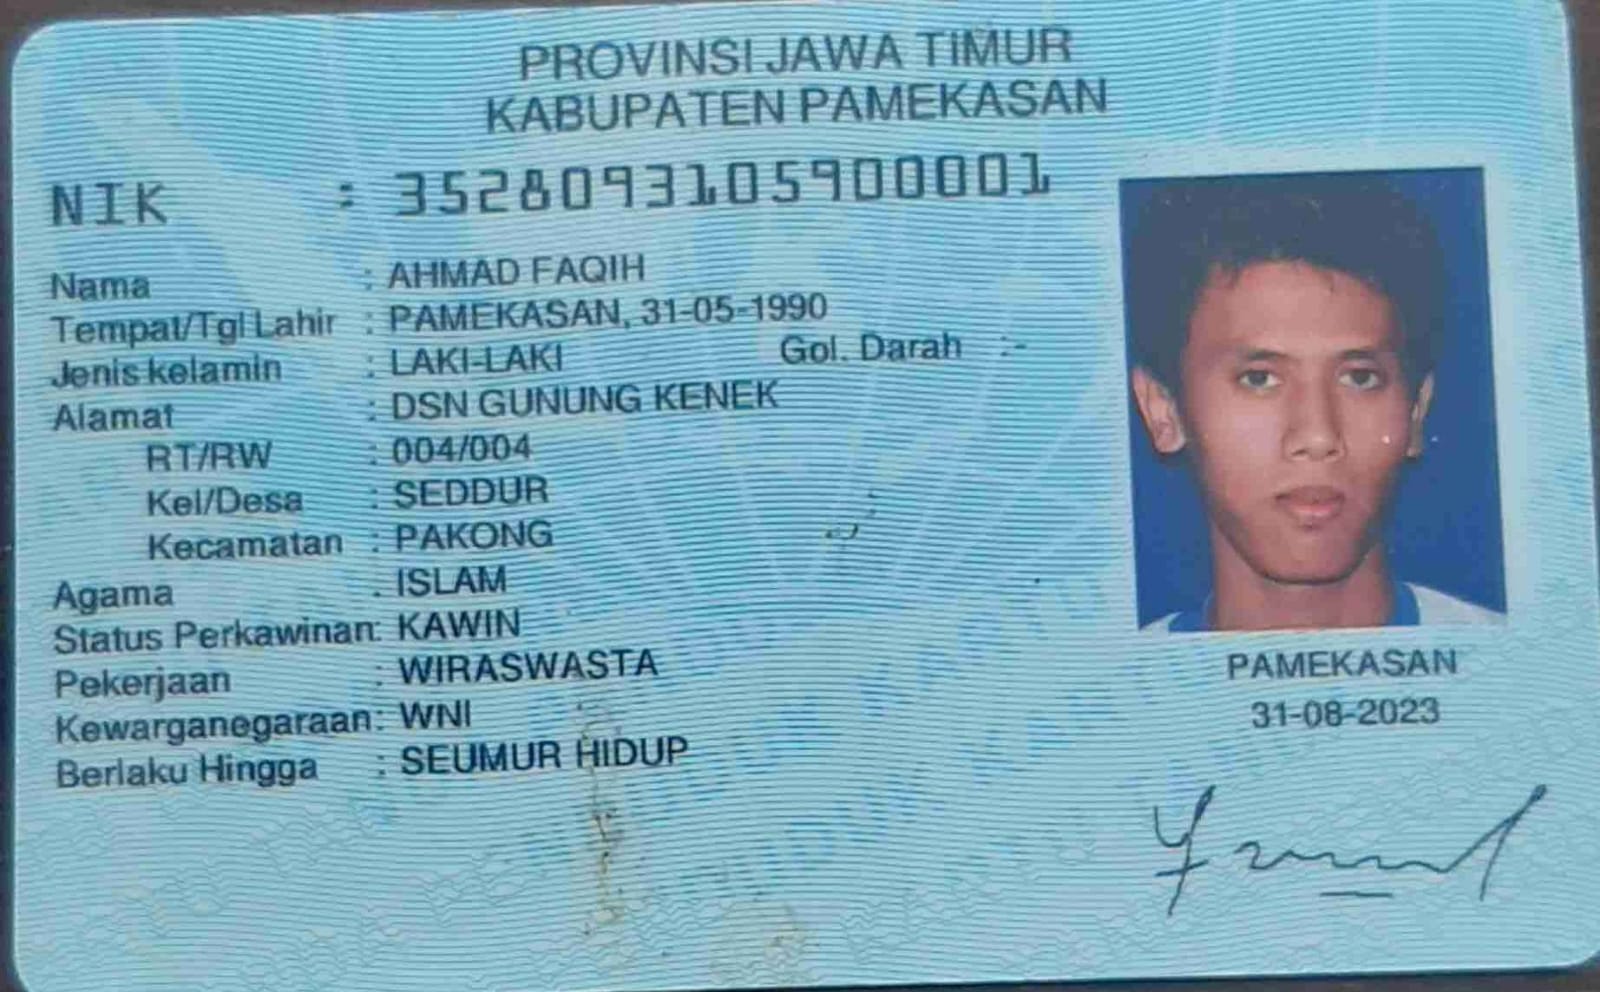 PROVINSI JAWA TIMUR
KABUPATEN PAMEKASAN
NIK : 3528093105900001
Nama : AHMAD FAQIH
Tempat/Tgl Lahir : PAMEKASAN, 31-05-1990
Jenis kelamin : LAKI-LAKI Gol. Darah :-
Alamat : DSN GUNUNG KENEK
RT/RW : 004/004
Kel/Desa : SEDDUR
Kecamatan : PAKONG
Agama : ISLAM
Status Perkawinan: KAWIN
Pekerjaan : WIRASWASTA
Kewarganegaraan: WNI
Berlaku Hingga : SEUMUR HIDUP
PAMEKASAN
31-08-2023